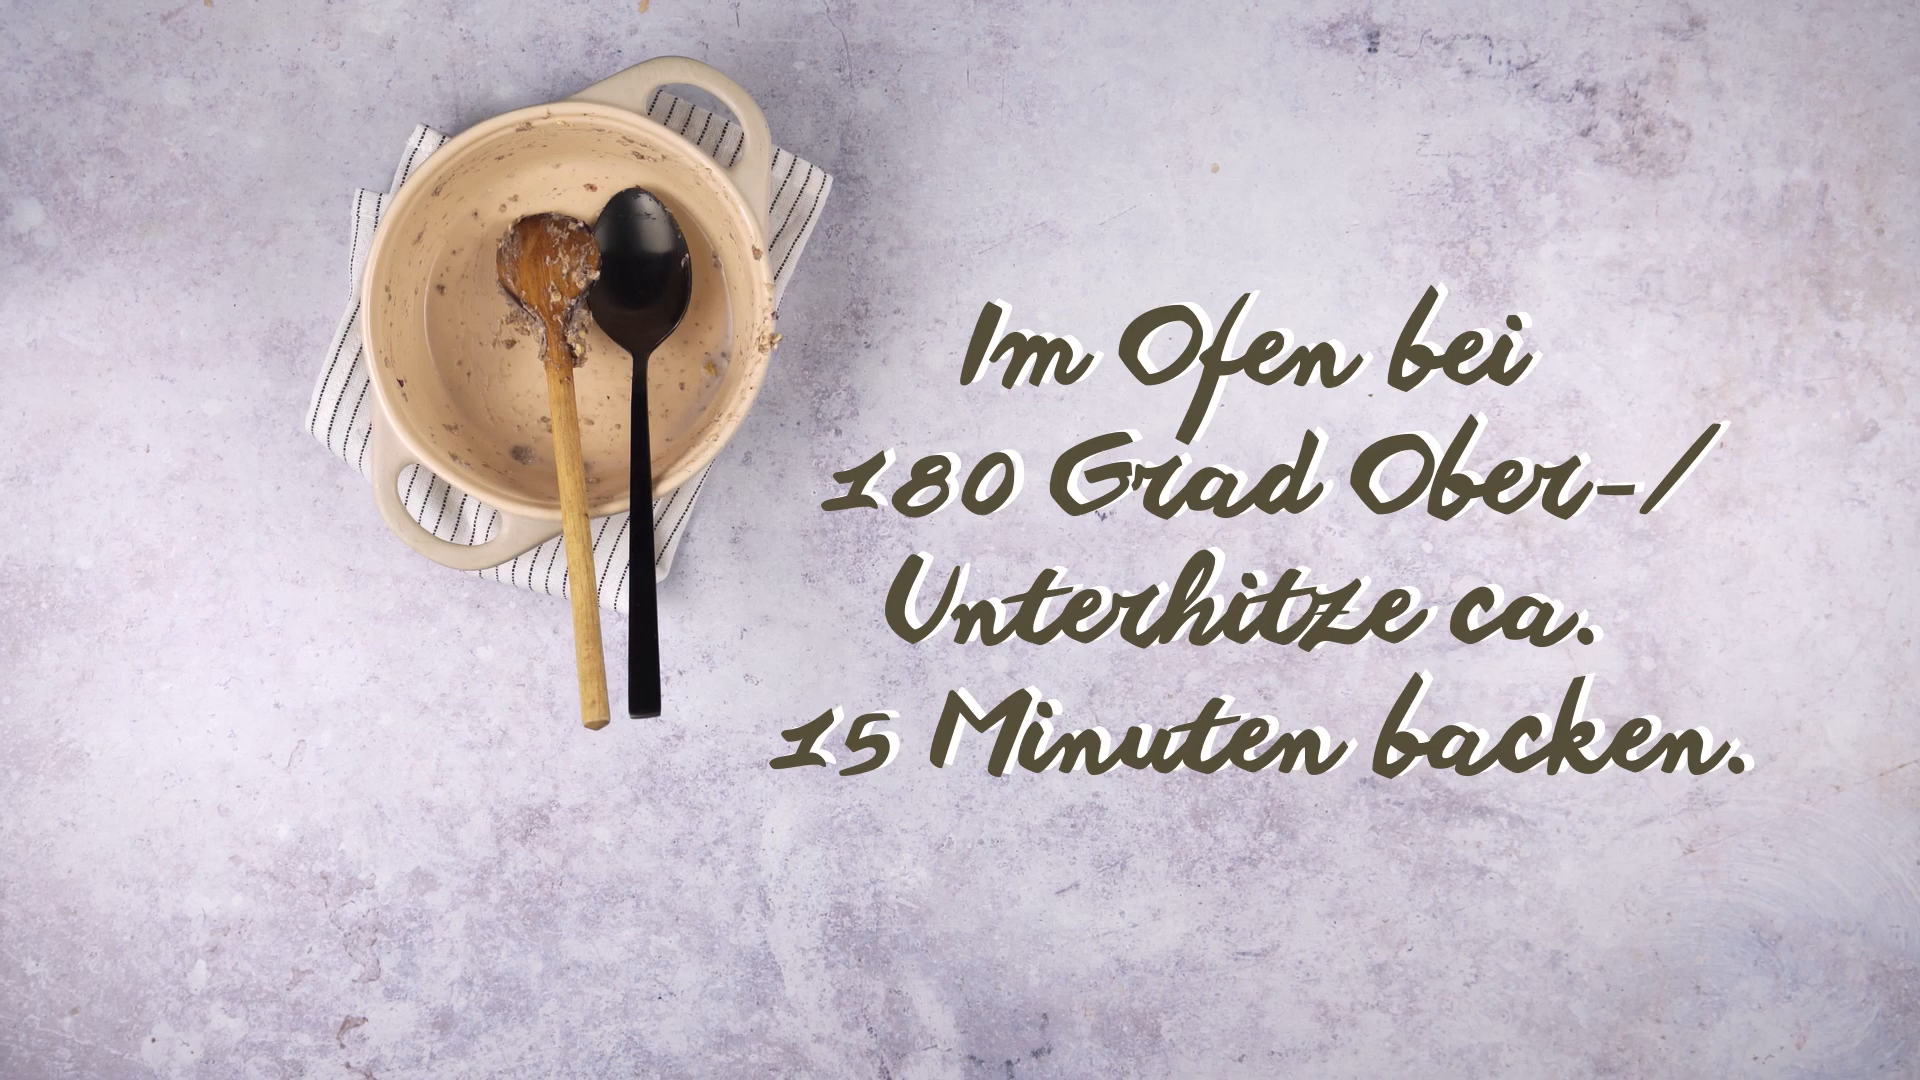 Im Ofen bei
180 Grad Ober-/
Unterhitze ca.
15 Minuten backen.